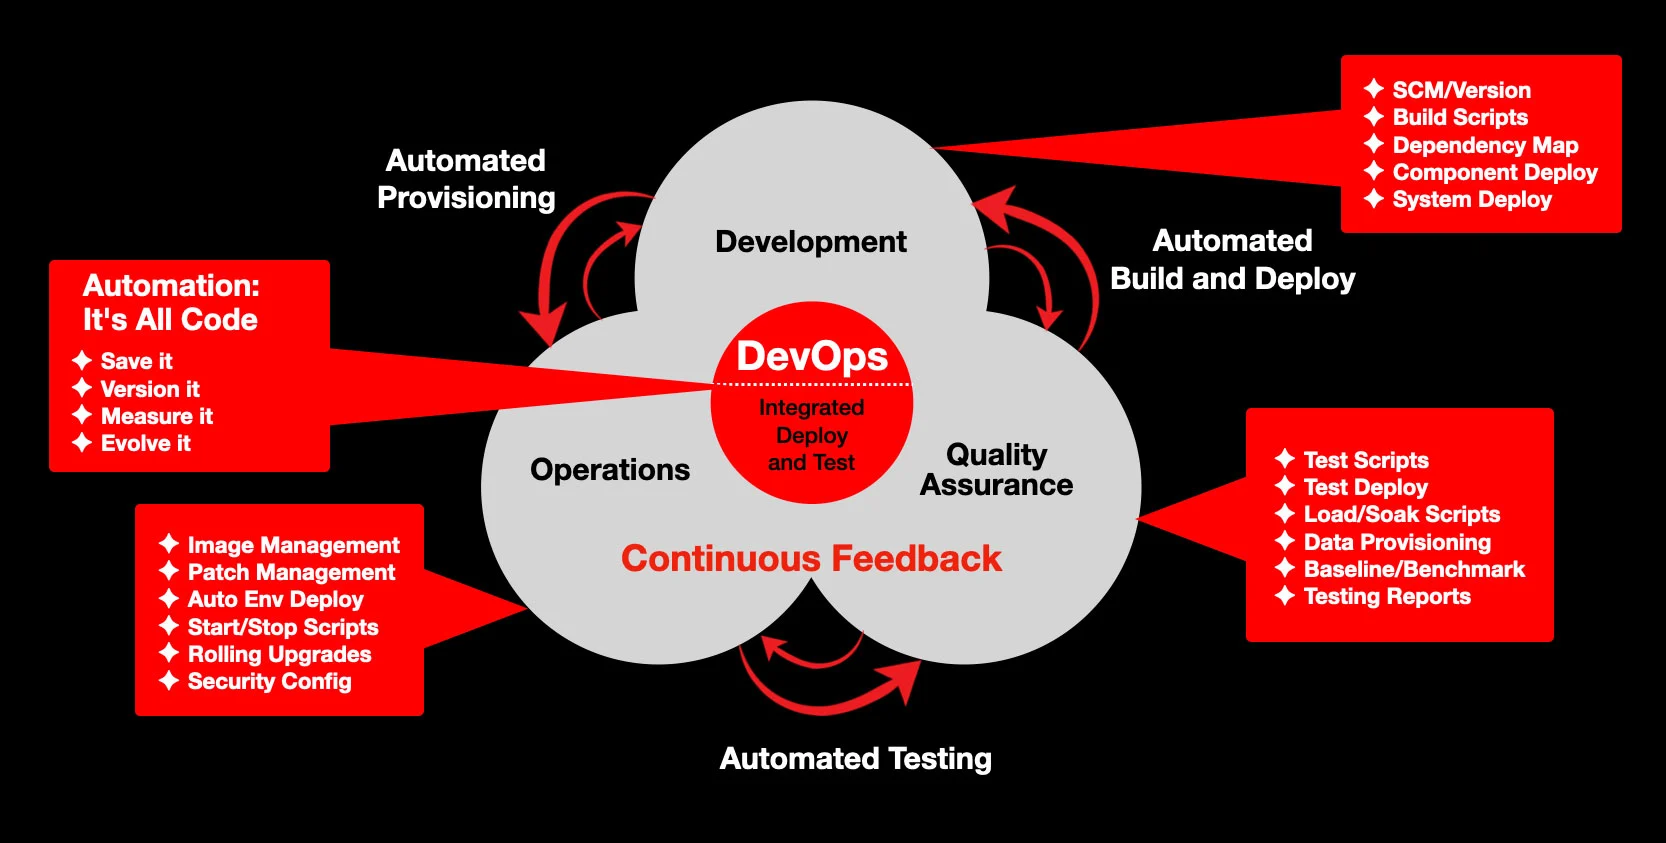 SCM/Version
Build Scripts
Dependency Map
Component Deploy
System Deploy
Automated
Provisioning
Development
Automated
Build and Deploy
Automation:
It's All Code
Save it
Version it
Measure it
Evolve it
DevOps
Integrated
Deploy
and Test
Operations
Quality
Assurance
Continuous Feedback
Test Scripts
Test Deploy
Load/Soak Scripts
Data Provisioning
Baseline/Benchmark
Testing Reports
Image Management
Patch Management
Auto Env Deploy
Start/Stop Scripts
Rolling Upgrades
Security Config
Automated Testing